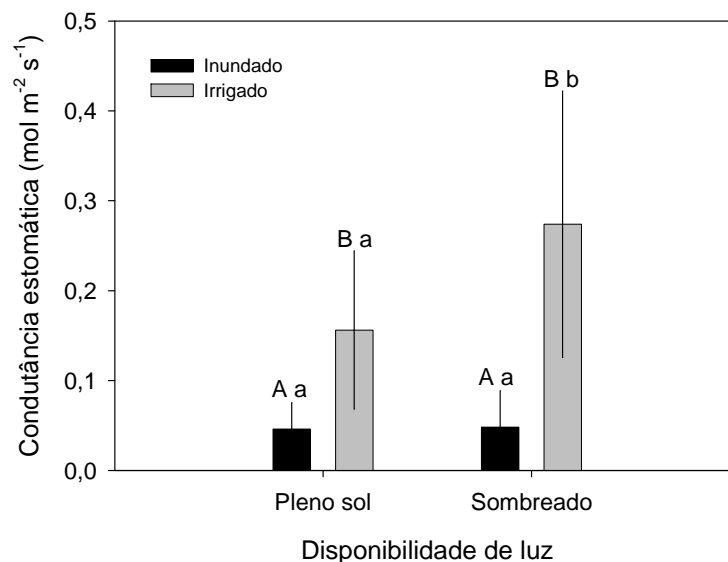 0,5
0,4
0,3
0,2
0,1
0,0
Condutância estomática (mol m⁻² s⁻¹)
Inundado
Irrigado
A a
B a
A a
B b
Pleno sol
Sombreado
Disponibilidade de luz